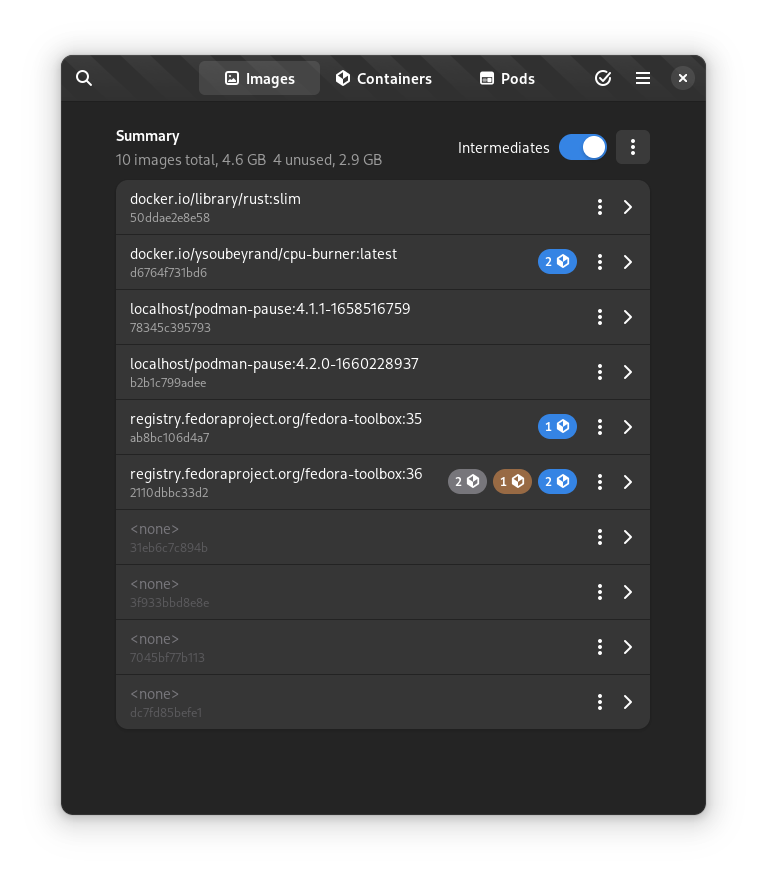 Images Containers Pods
Summary
Intermediates
10 images total, 4.6 GB 4 unused, 2.9 GB
docker.io/library/rust:slim
50ddae2e8e58
docker.io/ysoubeyrand/cpu-burner:latest
d6764f731bd6
2
localhost/podman-pause:4.1.1-1658516759
78345c395793
localhost/podman-pause:4.2.0-1660228937
b2b1c799adee
registry.fedoraproject.org/fedora-toolbox:35
ab8bc106d4a7
1
registry.fedoraproject.org/fedora-toolbox:36
2110dbbc33d2
2 1 2
<none>
31eb6c7c894b
<none>
3f933bbd8e8e
<none>
7045bf77b113
<none>
dc7fd85befe1